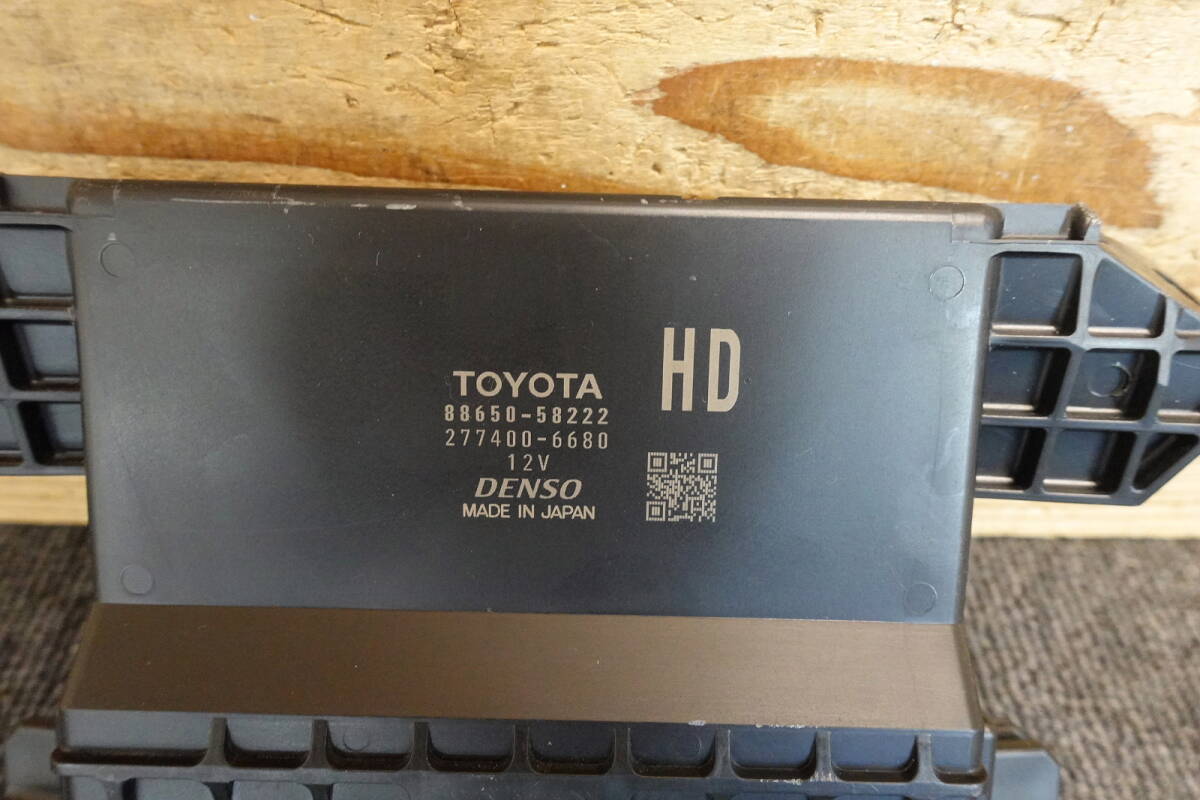 TOYOTA
88650-58222
277400-6680
12V
DENSO
MADE IN JAPAN
HD